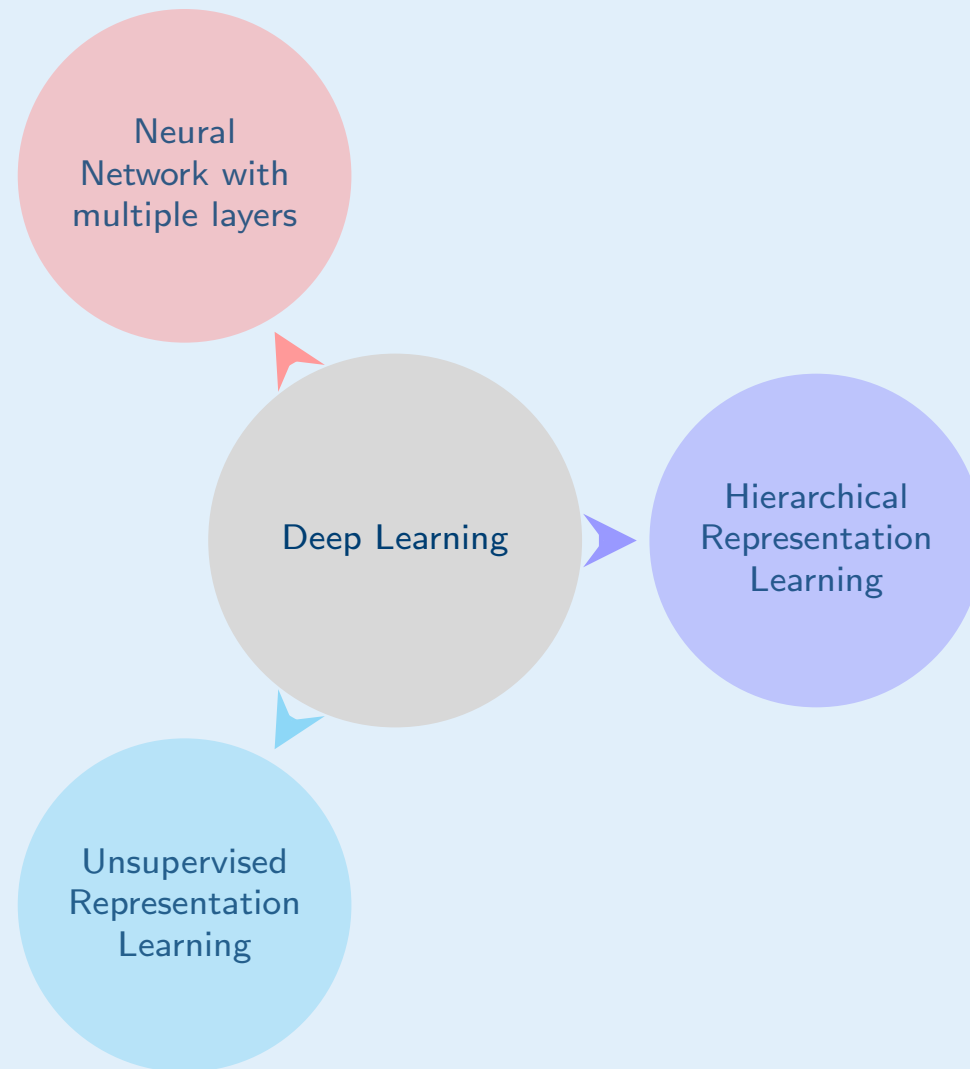 Neural
Network with
multiple layers
Deep Learning
Hierarchical
Representation
Learning
Unsupervised
Representation
Learning